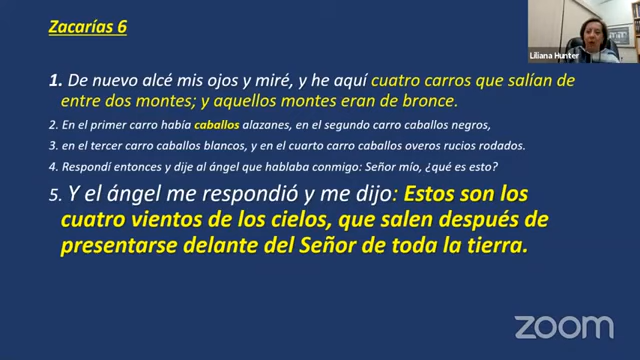 Zacarías 6
Liliana Hunter
1. De nuevo alcé mis ojos y miré, y he aquí cuatro carros que salían de
entre dos montes; y aquellos montes eran de bronce.
2. En el primer carro había caballos alazanes, en el segundo carro caballos negros,
3. en el tercer carro caballos blancos, y en el cuarto carro caballos overos rucios rodados.
4. Respondí entonces y dije al ángel que hablaba conmigo: Señor mío, ¿qué es esto?
5. Y el ángel me respondió y me dijo: Estos son los
cuatro vientos de los cielos, que salen después de
presentarse delante del Señor de toda la tierra.
zoom